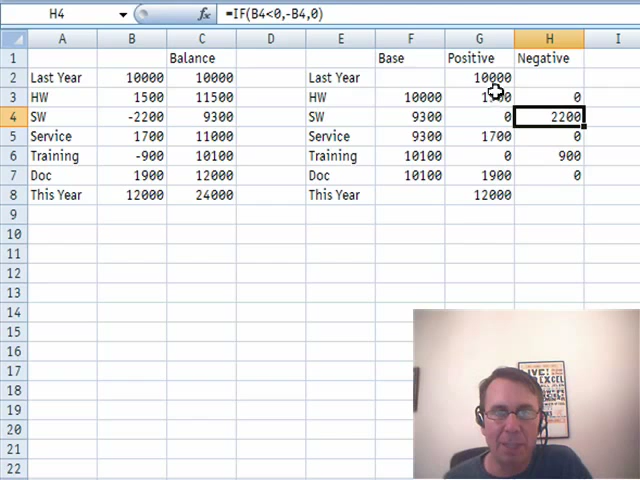 H4 fx =IF(B4<0,-B4,0)
A B C D E F G H I
1 Balance Base Positive Negative
2 Last Year 10000 10000 Last Year 10000
3 HW 1500 11500 HW 10000 0
4 SW -2200 9300 SW 9300 0 2200
5 Service 1700 11000 Service 9300 1700 0
6 Training -900 10100 Training 10100 0 900
7 Doc 1900 12000 Doc 10100 1900 0
8 This Year 12000 24000 This Year 12000
9
10
11
12
13
14
15
16
17
18
19
20
21
22
LIVE!
EXCEL